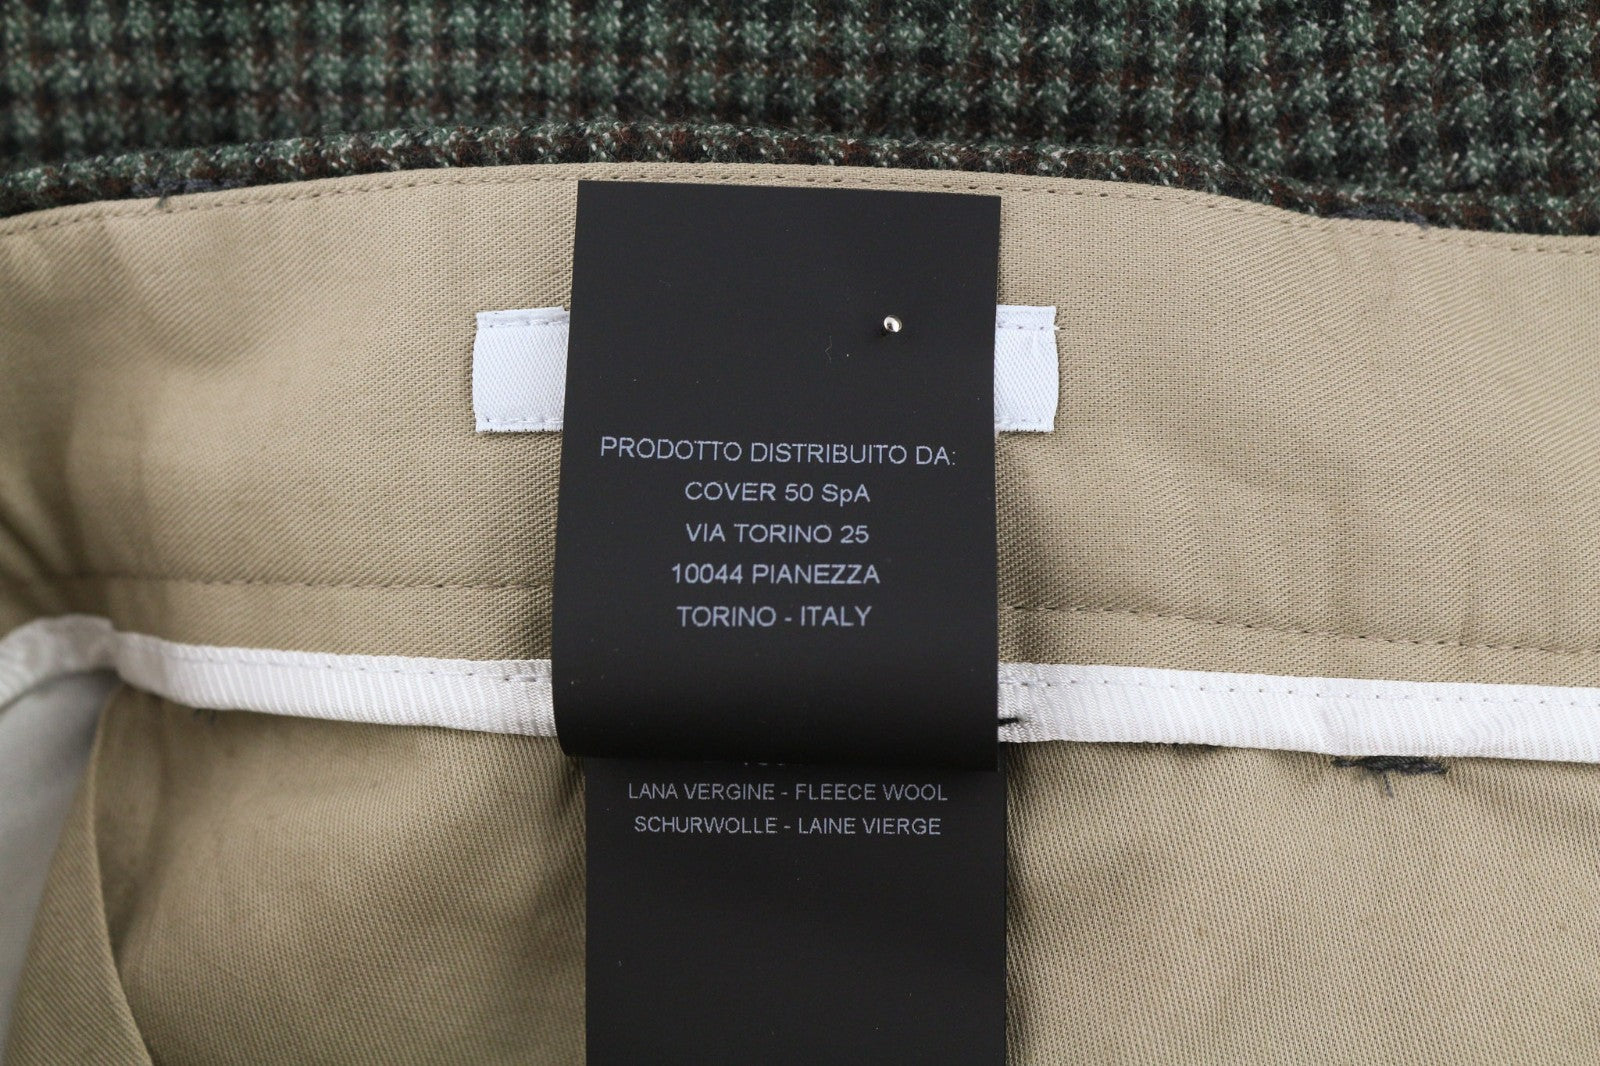 PRODOTTO DISTRIBUITO DA:
COVER 50 SpA
VIA TORINO 25
10044 PIANEZZA
TORINO - ITALY
LANA VERGINE - FLEECE WOOL
SCHURWOLLE - LAINE VIERGE